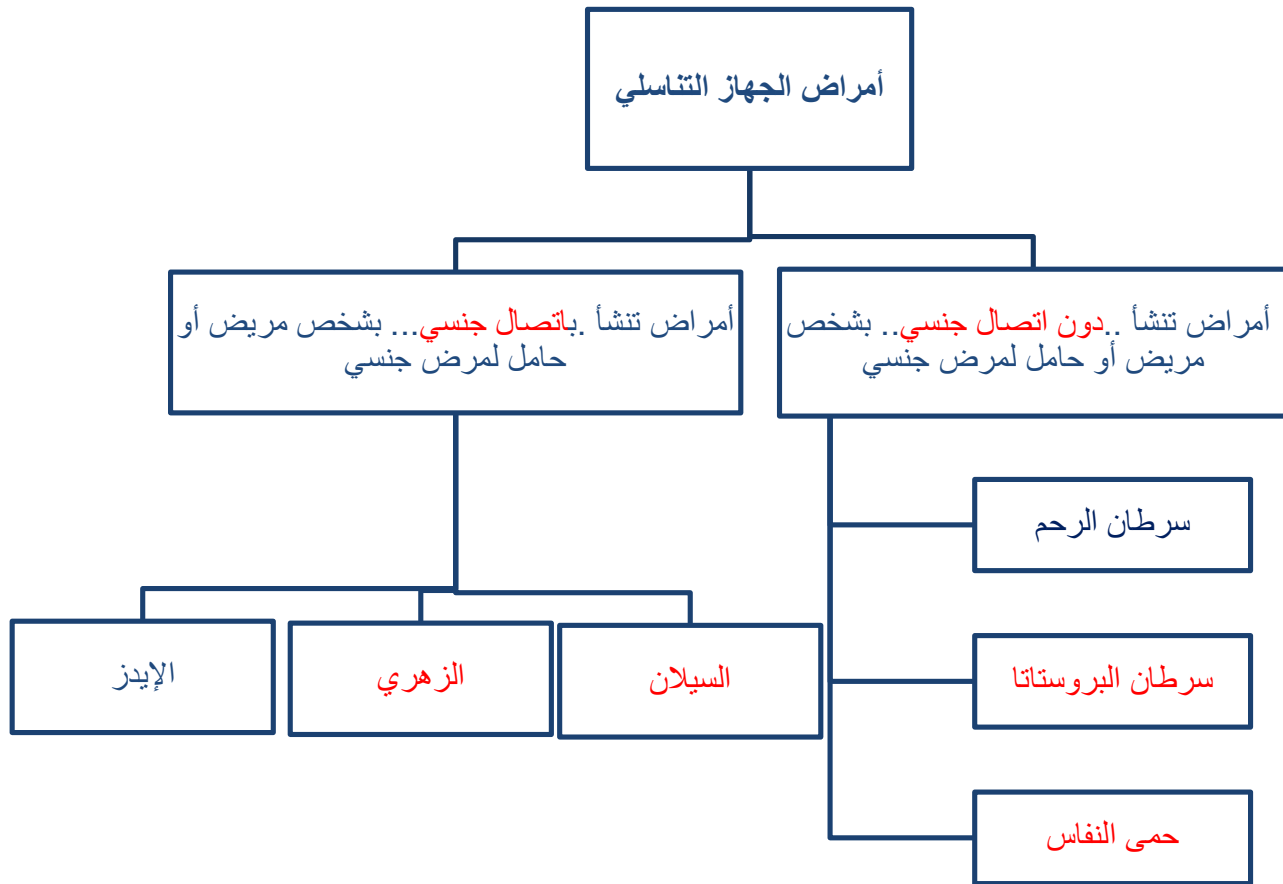 أمراض الجهاز التناسلي
أمراض تنشأ ..دون اتصال جنسي.. بشخص
مريض أو حامل لمرض جنسي
أمراض تنشأ .باتصال جنسي... بشخص مريض أو
حامل لمرض جنسي
سرطان الرحم
سرطان البروستاتا
حمى النفاس
السيلان
الزهري
الإيدز